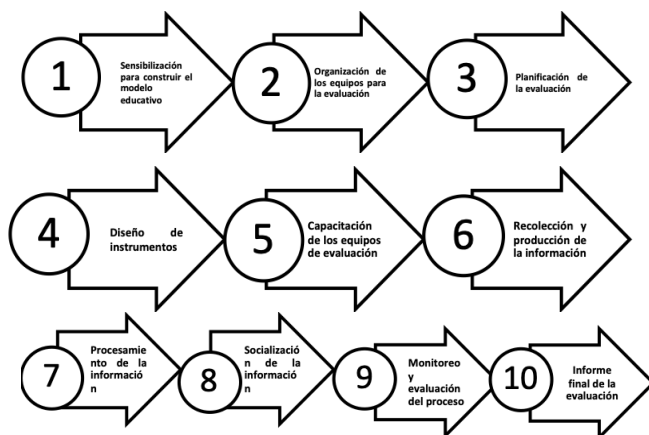 1
Sensibilización
para construir el
modelo
educativo
2
Organización de
los equipos para
la evaluación
3
Planificación de
la evaluación
4
Diseño de
instrumentos
5
Capacitación
de los equipos
de evaluación
6
Recolección y
producción de
la información
7
Procesamie
nto de la
informació
n
8
Socializació
n de la
informació
n
9
Monitoreo
y
evaluación
del proceso
10
Informe
final de la
evaluación